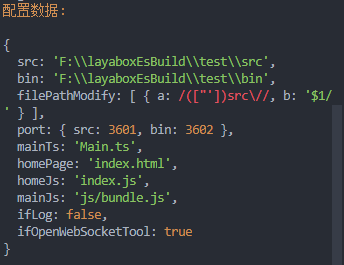 配置数据:
{
src: 'F:\\layaboxEsBuild\\test\\src',
bin: 'F:\\layaboxEsBuild\\test\\bin',
filePathModify: [ { a: /(["'])src\//, b: '$1/
' } ],
port: { src: 3601, bin: 3602 },
mainTs: 'Main.ts',
homePage: 'index.html',
homeJs: 'index.js',
mainJs: 'js/bundle.js',
ifLog: false,
ifOpenWebSocketTool: true
}